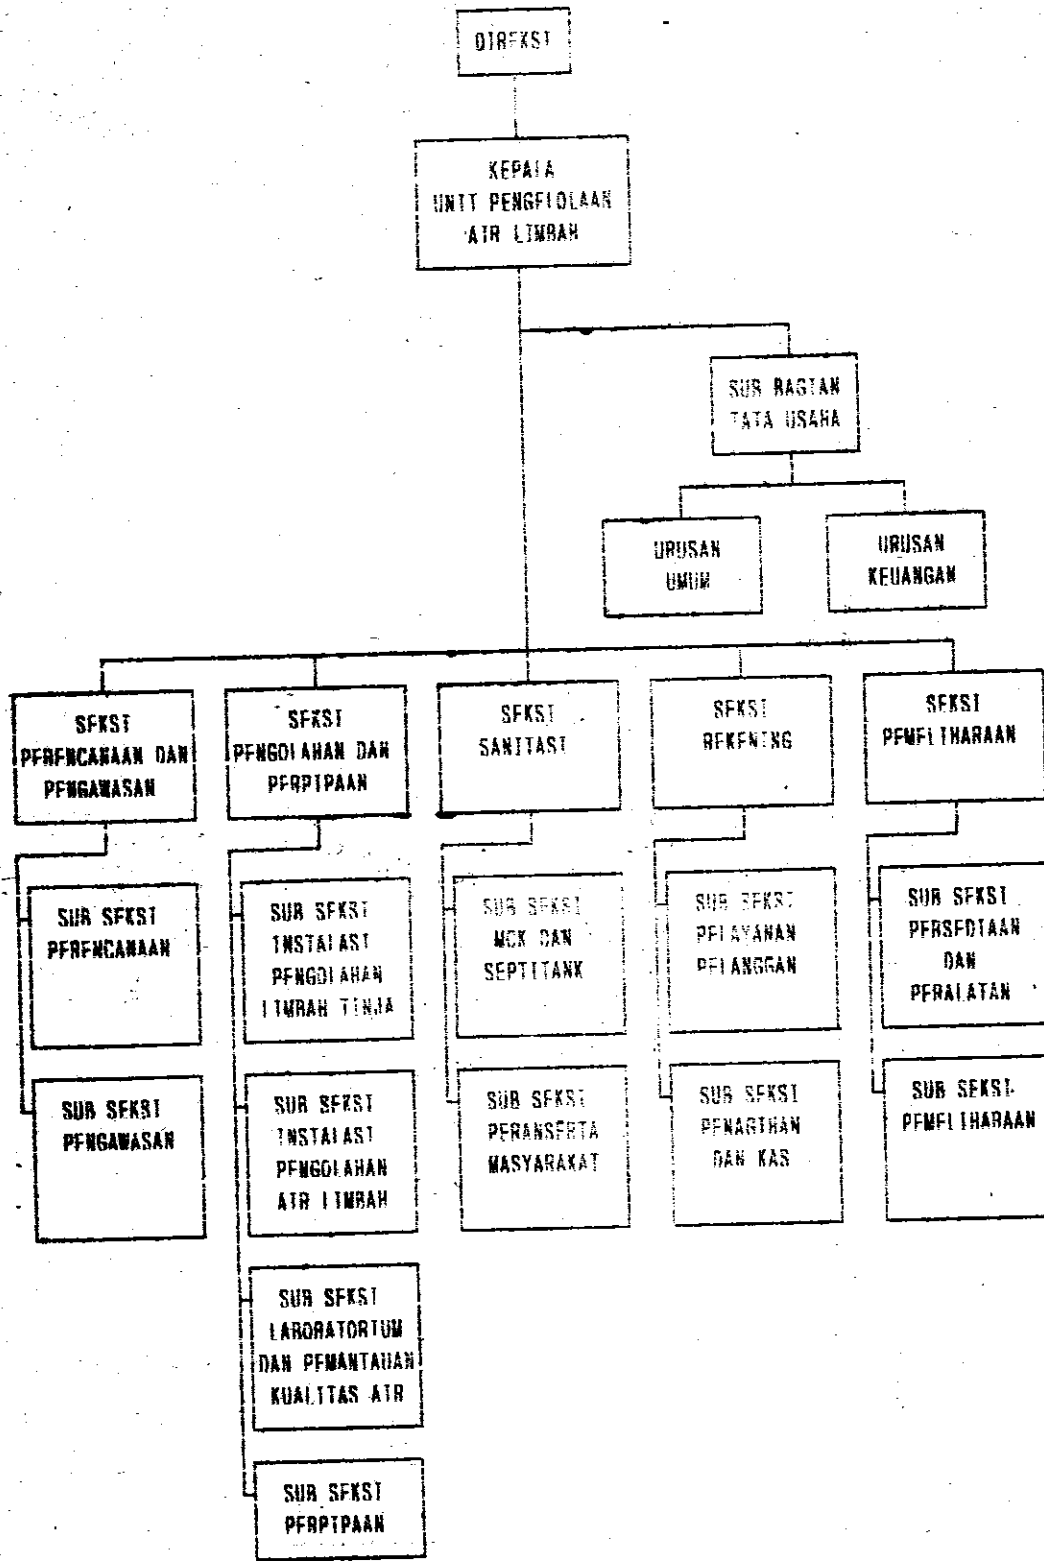 DIREKSI
KEPALA
UNIT PENGELOLAAN
AIR LIMBAH
SUB BAGIAN
TATA USAHA
URUSAN
UMUM
URUSAN
KEUANGAN
SEKSI
PERENCANAAN DAN
PENGAWASAN
SEKSI
PENGOLAHAN DAN
PERPIPAAN
SEKSI
SANITASI
SEKSI
REKENING
SEKSI
PEMELIHARAAN
SUB SEKSI
PERENCANAAN
SUB SEKSI
PENGAWASAN
SUB SEKSI
INSTALASI
PENGOLAHAN
LIMBAH TINJA
SUB SEKSI
INSTALASI
PENGOLAHAN
AIR LIMBAH
SUB SEKSI
LABORATORIUM
DAN PEMANTAUAN
KUALITAS AIR
SUB SEKSI
PERPIPAAN
SUB SEKSI
MCK DAN
SEPTITANK
SUB SEKSI
PERANSERTA
MASYARAKAT
SUB SEKSI
PELAYANAN
PELANGGAN
SUB SEKSI
PENAGIHAN
DAN KAS
SUB SEKSI
PERSEDIAAN
DAN
PERALATAN
SUB SEKSI
PEMELIHARAAN